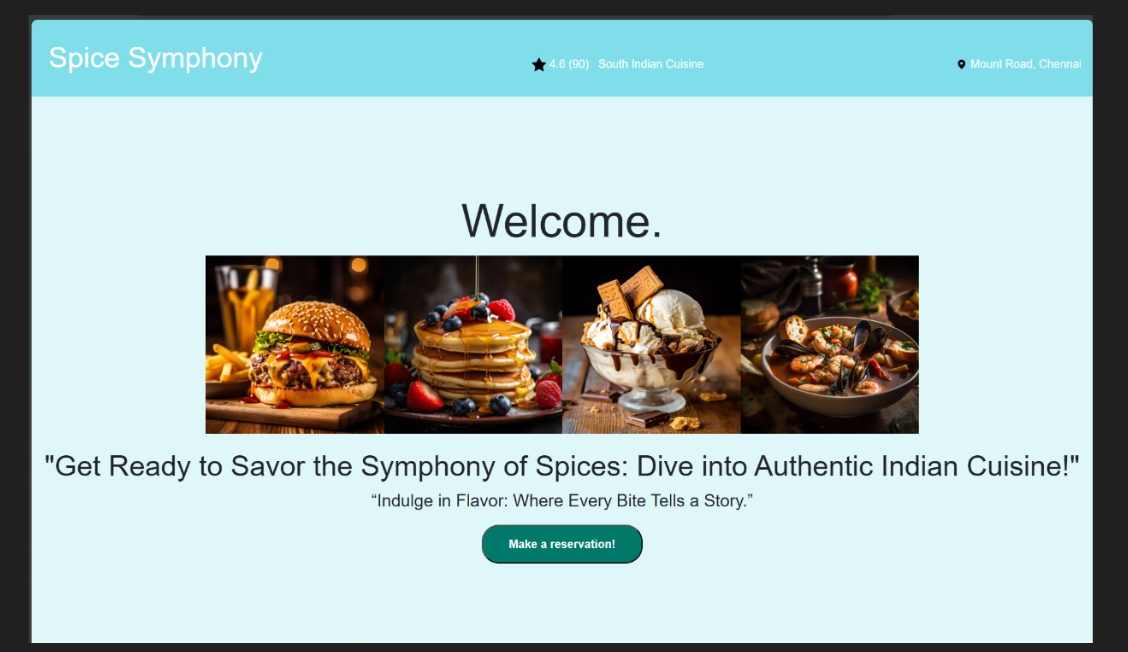 Spice Symphony
4.6 (90) South Indian Cuisine
Mount Road, Chennai
Welcome.
"Get Ready to Savor the Symphony of Spices: Dive into Authentic Indian Cuisine!"
“Indulge in Flavor: Where Every Bite Tells a Story.”
Make a reservation!